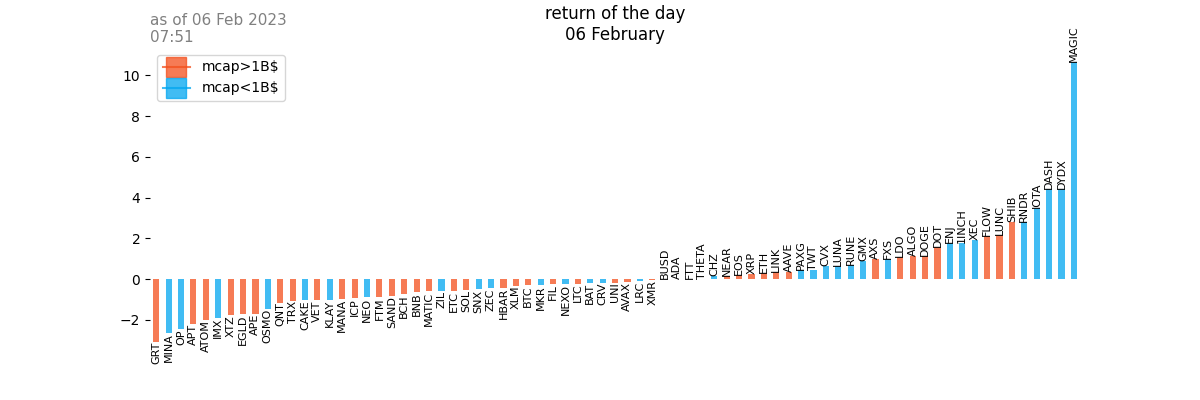 as of 06 Feb 2023
07:51
return of the day
06 February
mcap>1B$
mcap<1B$
10
8
6
4
2
0
−2
GRT
MINA
OP
APT
ATOM
IMX
XTZ
EGLD
APE
OSMO
QNT
TRX
CAKE
VET
KLAY
MANA
ICP
NEO
FTM
SAND
BCH
BNB
MATIC
ZIL
ETC
SOL
SNX
ZEC
HBAR
XLM
BTC
MKR
FIL
NEXO
LTC
BAT
CRV
UNI
AVAX
LRC
XMR
BUSD
ADA
FTT
THETA
CHZ
NEAR
EOS
XRP
ETH
LINK
AAVE
PAXG
TWT
CVX
LUNA
RUNE
GMX
AXS
FXS
LDO
ALGO
DOGE
DOT
ENJ
1INCH
XEC
FLOW
LUNC
SHIB
RNDR
IOTA
DASH
DYDX
MAGIC